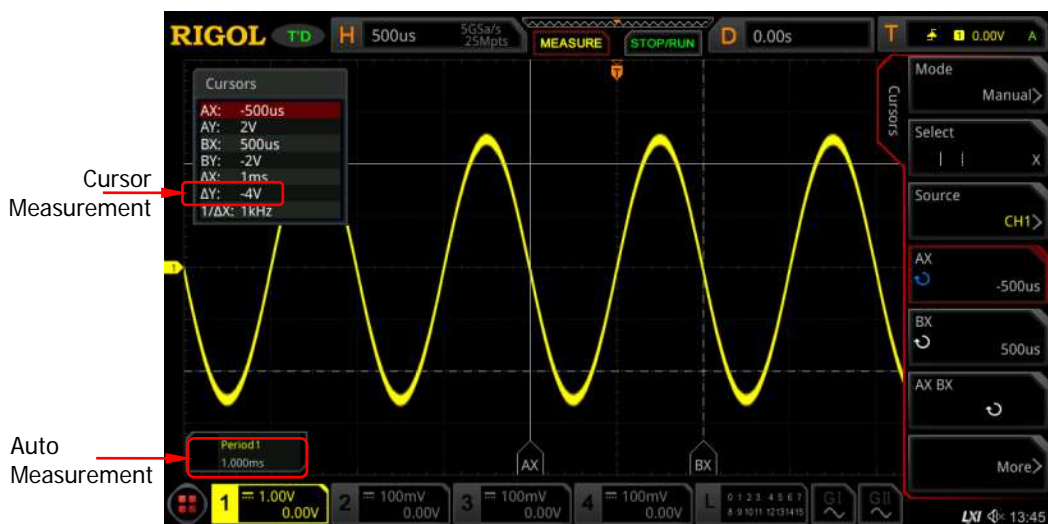 RIGOL T'D H 500us 5GSa/s 25Mpts MEASURE STOP/RUN D 0.00s T 1 0.00V A
Cursors
AX: -500us
AY: 2V
BX: 500us
BY: -2V
ΔX: 1ms
ΔY: -4V
1/ΔX: 1kHz
Cursor
Measurement
T
1
Cursors
Mode
Manual>
Select
X
Source
CH1>
AX
-500us
BX
500us
AX BX
More>
Auto
Measurement
Period1
1.000ms
AX
BX
1 1.00V 0.00V
2 100mV 0.00V
3 100mV 0.00V
4 100mV 0.00V
L 0 1 2 3 4 5 6 7
8 9 10 11 12 13 14 15
GI
GII
LXI 13:45